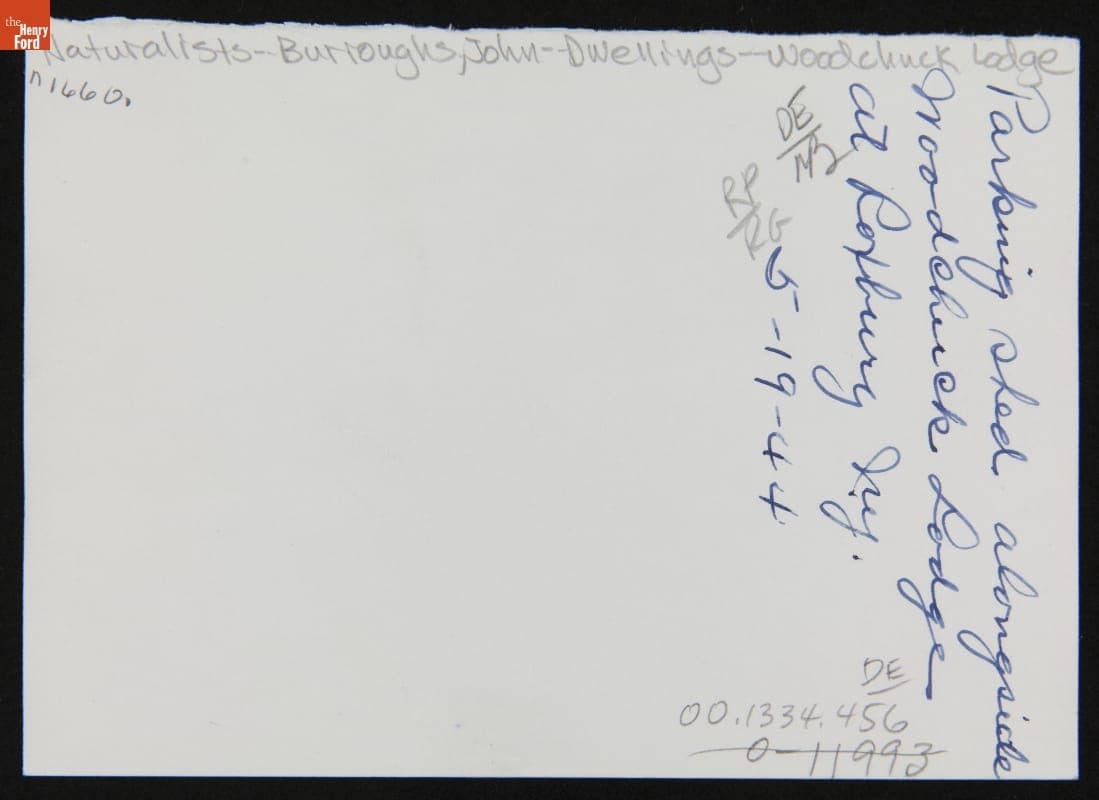 the
Henry
Ford
Naturalists--Burroughs, John--Dwellings--Woodchuck Lodge
n1660.
Parking shed alongside
Woodchuck Lodge
at Roxbury N.Y.
5-19-44
DE/
RP/RG
DE
00.1334.456
0-11993